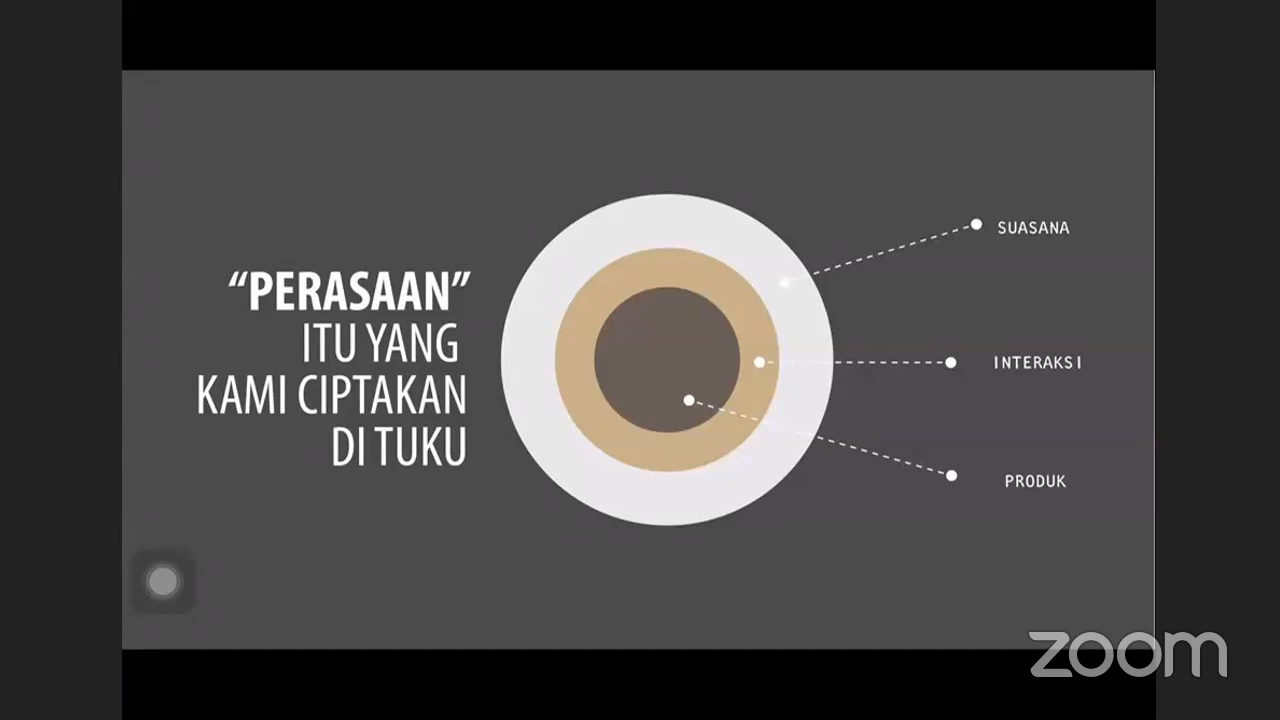 “PERASAAN”
ITU YANG
KAMI CIPTAKAN
DI TUKU
SUASANA
INTERAKSI
PRODUK
zoom